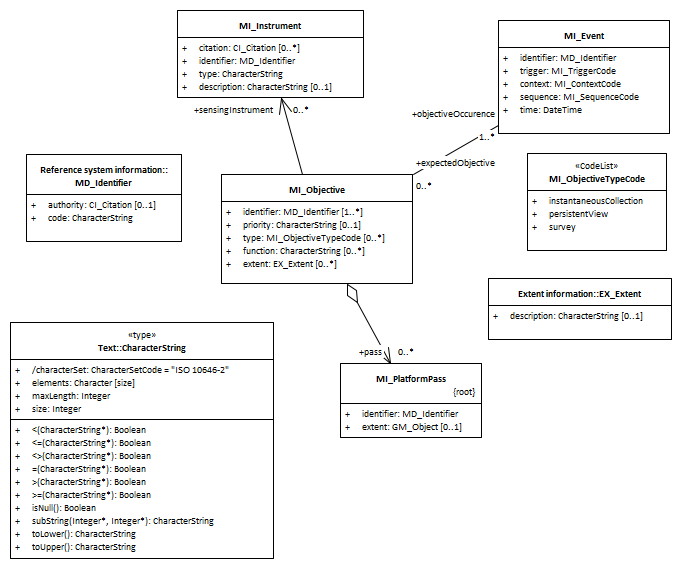 MI_Instrument
+ citation: CI_Citation [0..*]
+ identifier: MD_Identifier
+ type: CharacterString
+ description: CharacterString [0..1]
MI_Event
+ identifier: MD_Identifier
+ trigger: MI_TriggerCode
+ context: MI_ContextCode
+ sequence: MI_SequenceCode
+ time: DateTime
+sensingInstrument
0..*
+objectiveOccurence
1..*
+expectedObjective
0..*
Reference system information::
MD_Identifier
+ authority: CI_Citation [0..1]
+ code: CharacterString
MI_Objective
+ identifier: MD_Identifier [1..*]
+ priority: CharacterString [0..1]
+ type: MI_ObjectiveTypeCode [0..*]
+ function: CharacterString [0..*]
+ extent: EX_Extent [0..*]
«CodeList»
MI_ObjectiveTypeCode
+ instantaneousCollection
+ persistentView
+ survey
Extent information::EX_Extent
+ description: CharacterString [0..1]
+pass
0..*
MI_PlatformPass
{root}
+ identifier: MD_Identifier
+ extent: GM_Object [0..1]
«type»
Text::CharacterString
+ /characterSet: CharacterSetCode = "ISO 10646-2"
+ elements: Character [size]
+ maxLength: Integer
+ size: Integer
+ <(CharacterString*): Boolean
+ <=(CharacterString*): Boolean
+ <>(CharacterString*): Boolean
+ =(CharacterString*): Boolean
+ >(CharacterString*): Boolean
+ >=(CharacterString*): Boolean
+ isNull(): Boolean
+ subString(Integer*, Integer*): CharacterString
+ toLower(): CharacterString
+ toUpper(): CharacterString